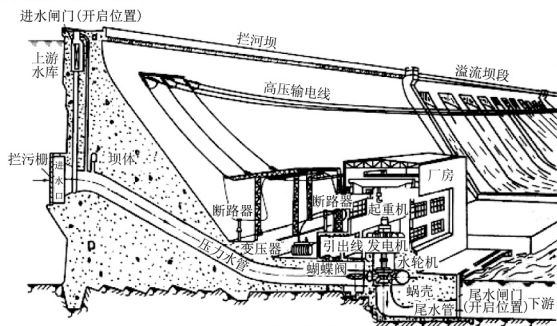 进水闸门(开启位置)
拦河坝
上游
水库
溢流坝段
高压输电线
拦污栅
进
水
口
坝体
厂房
断路器
断路器
起重机
变压器
引出线
发电机
压力水管
蝴蝶阀
水轮机
蜗壳
尾水管
尾水闸门
(开启位置)
下游